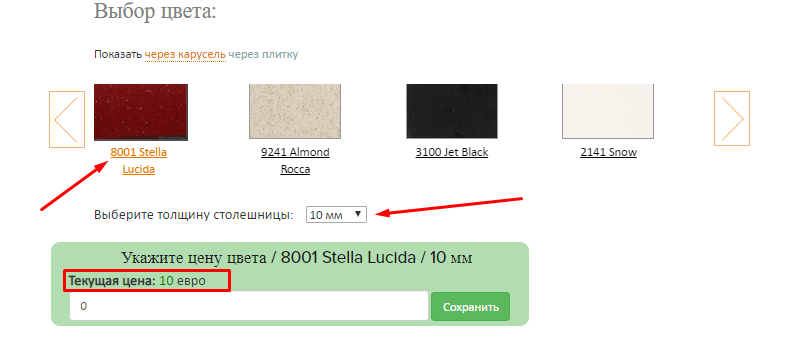 Выбор цвета:
Показать через карусель через плитку
8001 Stella Lucida
9241 Almond Rocca
3100 Jet Black
2141 Snow
Выберите толщину столешницы: 10 мм
Укажите цену цвета / 8001 Stella Lucida / 10 мм
Текущая цена: 10 евро
0
Сохранить